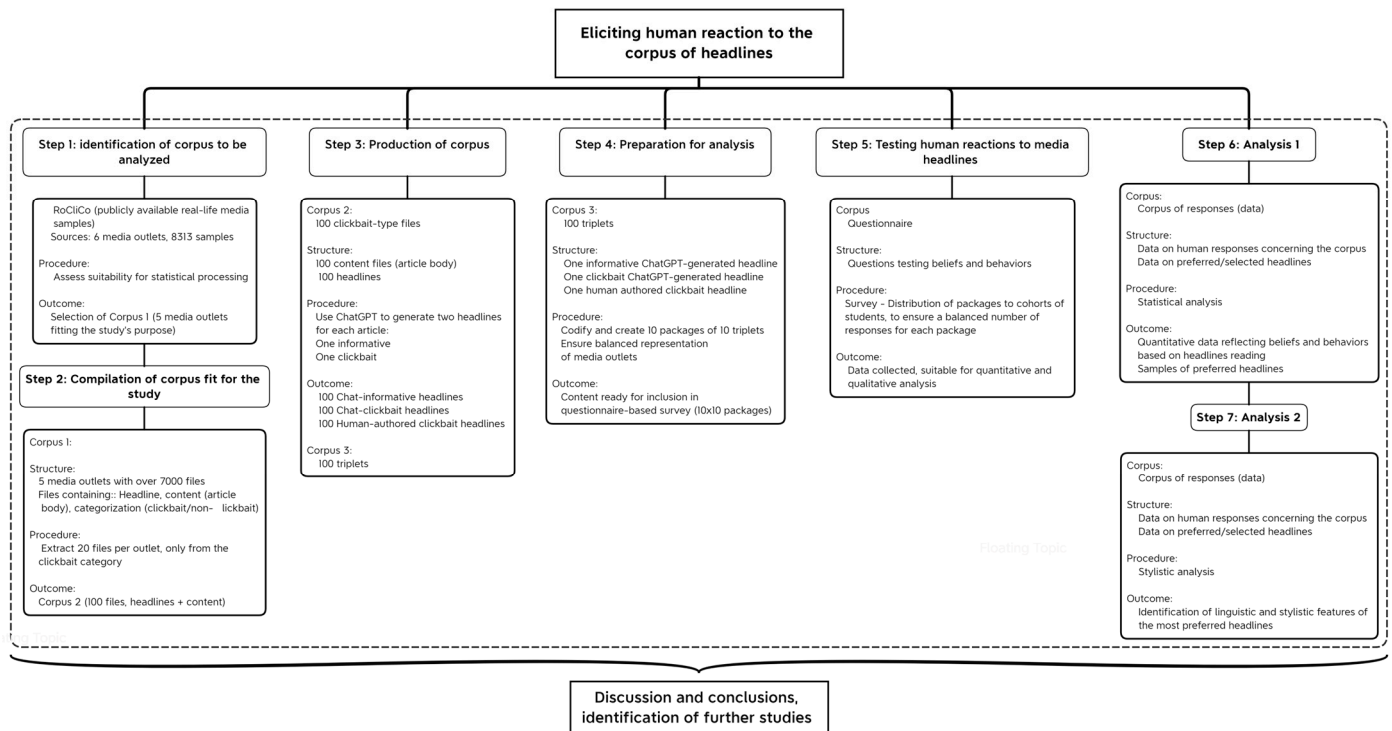 Eliciting human reaction to the
corpus of headlines
Step 1: identification of corpus to be
analyzed
RoCliCo (publicly available real-life media
samples)
Sources: 6 media outlets, 8313 samples
Procedure:
Assess suitability for statistical processing
Outcome:
Selection of Corpus 1 (5 media outlets
fitting the study's purpose)
Step 2: Compilation of corpus fit for the
study
Corpus 1:
Structure:
5 media outlets with over 7000 files
Files containing:: Headline, content (article
body), categorization (clickbait/non- lickbait)
Procedure:
Extract 20 files per outlet, only from the
clickbait category
Outcome:
Corpus 2 (100 files, headlines + content)
Step 3: Production of corpus
Corpus 2:
100 clickbait-type files
Structure:
100 content files (article body)
100 headlines
Procedure:
Use ChatGPT to generate two headlines
for each article:
One informative
One clickbait
Outcome:
100 Chat-informative headlines
100 Chat-clickbait headlines
100 Human-authored clickbait headlines
Corpus 3:
100 triplets
Step 4: Preparation for analysis
Corpus 3:
100 triplets
Structure:
One informative ChatGPT-generated headline
One clickbait ChatGPT-generated headline
One human authored clickbait headline
Procedure:
Codify and create 10 packages of 10 triplets
Ensure balanced representation
of media outlets
Outcome:
Content ready for inclusion in
questionnaire-based survey (10x10 packages)
Step 5: Testing human reactions to media
headlines
Corpus
Questionnaire
Structure:
Questions testing beliefs and behaviors
Procedure:
Survey - Distribution of packages to cohorts of
students, to ensure a balanced number of
responses for each package
Outcome:
Data collected, suitable for quantitative and
qualitative analysis
Step 6: Analysis 1
Corpus:
Corpus of responses (data)
Structure:
Data on human responses concerning the corpus
Data on preferred/selected headlines
Procedure:
Statistical analysis
Outcome:
Quantitative data reflecting beliefs and behaviors
based on headlines reading
Samples of preferred headlines
Step 7: Analysis 2
Corpus:
Corpus of responses (data)
Structure:
Data on human responses concerning the corpus
Data on preferred/selected headlines
Procedure:
Stylistic analysis
Outcome:
Identification of linguistic and stylistic features of
the most preferred headlines
Floating Topic
ting Topic
Discussion and conclusions,
identification of further studies